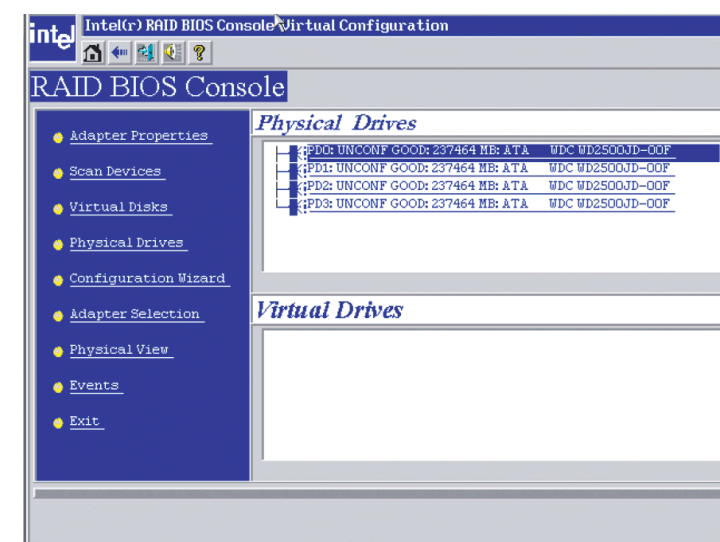 intel
Intel(r) RAID BIOS Console Virtual Configuration
RAID BIOS Console
Adapter Properties
Scan Devices
Virtual Disks
Physical Drives
Configuration Wizard
Adapter Selection
Physical View
Events
Exit
Physical Drives
PD0: UNCONF GOOD: 237464 MB: ATA WDC WD2500JD-00F
PD1: UNCONF GOOD: 237464 MB: ATA WDC WD2500JD-00F
PD2: UNCONF GOOD: 237464 MB: ATA WDC WD2500JD-00F
PD3: UNCONF GOOD: 237464 MB: ATA WDC WD2500JD-00F
Virtual Drives